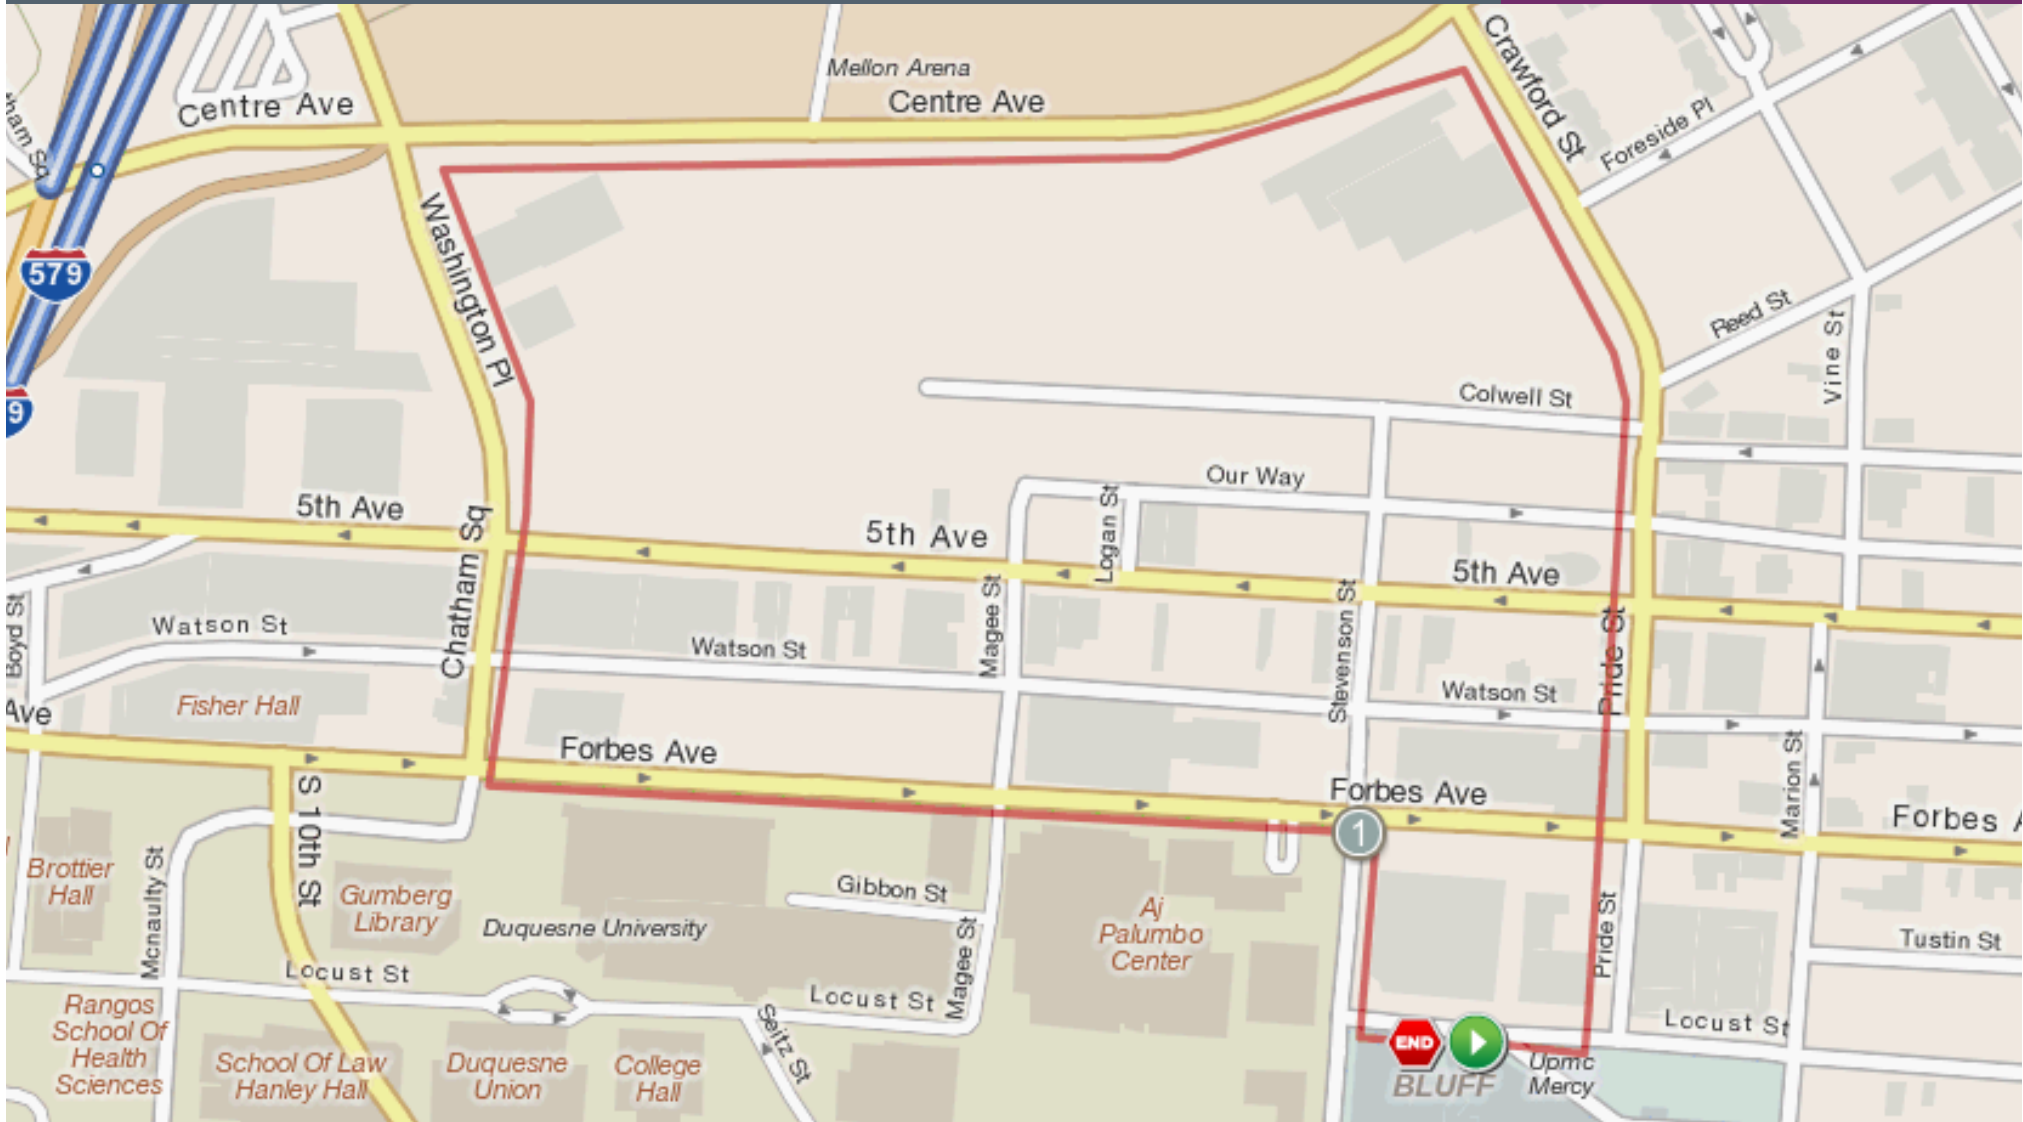 Mellon Arena
Centre Ave
Centre Ave
Crawford St
Foreside Pl
tham Sq
579
9
Washington Pl
Reed St
Vine St
Colwell St
Our Way
Logan St
5th Ave
5th Ave
5th Ave
Chatham Sq
Magee St
Stevenson St
Pride St
Boyd St
Watson St
Watson St
Watson St
Ave
Fisher Hall
Forbes Ave
Forbes Ave
Forbes A
Marion St
1
S 10th St
Mcnaulty St
Brottier
Hall
Gumberg
Library
Gibbon St
Duquesne University
Aj
Palumbo
Center
Magee St
Pride St
Tustin St
Locust St
Locust St
Locust St
Rangos
School Of
Health
Sciences
School Of Law
Hanley Hall
Duquesne
Union
College
Hall
Seitz St
END
BLUFF
Upmc
Mercy